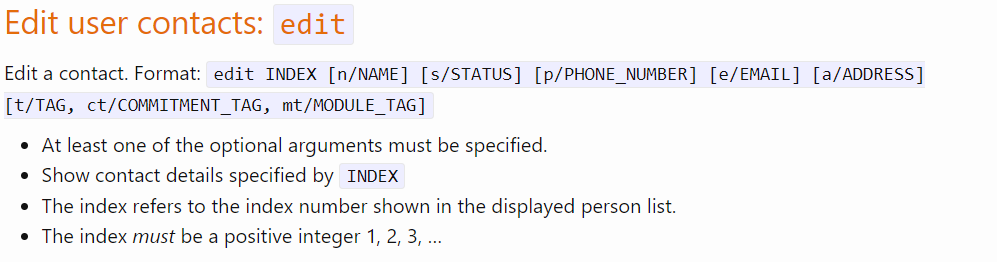 Edit user contacts: edit
Edit a contact. Format: edit INDEX [n/NAME] [s/STATUS] [p/PHONE_NUMBER] [e/EMAIL] [a/ADDRESS]
[t/TAG, ct/COMMITMENT_TAG, mt/MODULE_TAG]
• At least one of the optional arguments must be specified.
• Show contact details specified by INDEX
• The index refers to the index number shown in the displayed person list.
• The index must be a positive integer 1, 2, 3, …